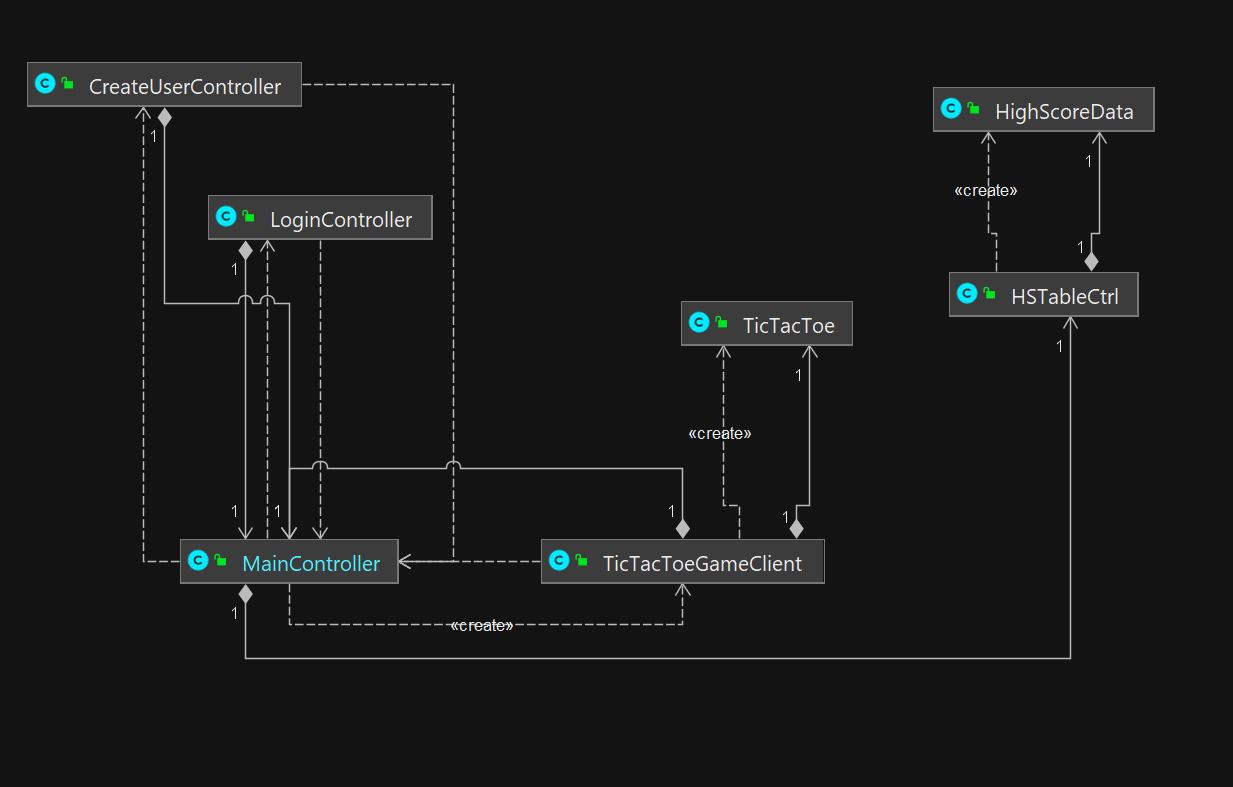 C CreateUserController
C HighScoreData
1
1
«create»
C LoginController
1
1
C HSTableCtrl
C TicTacToe
1
1
«create»
1
1
1
1
C MainController
C TicTacToeGameClient
1
«create»